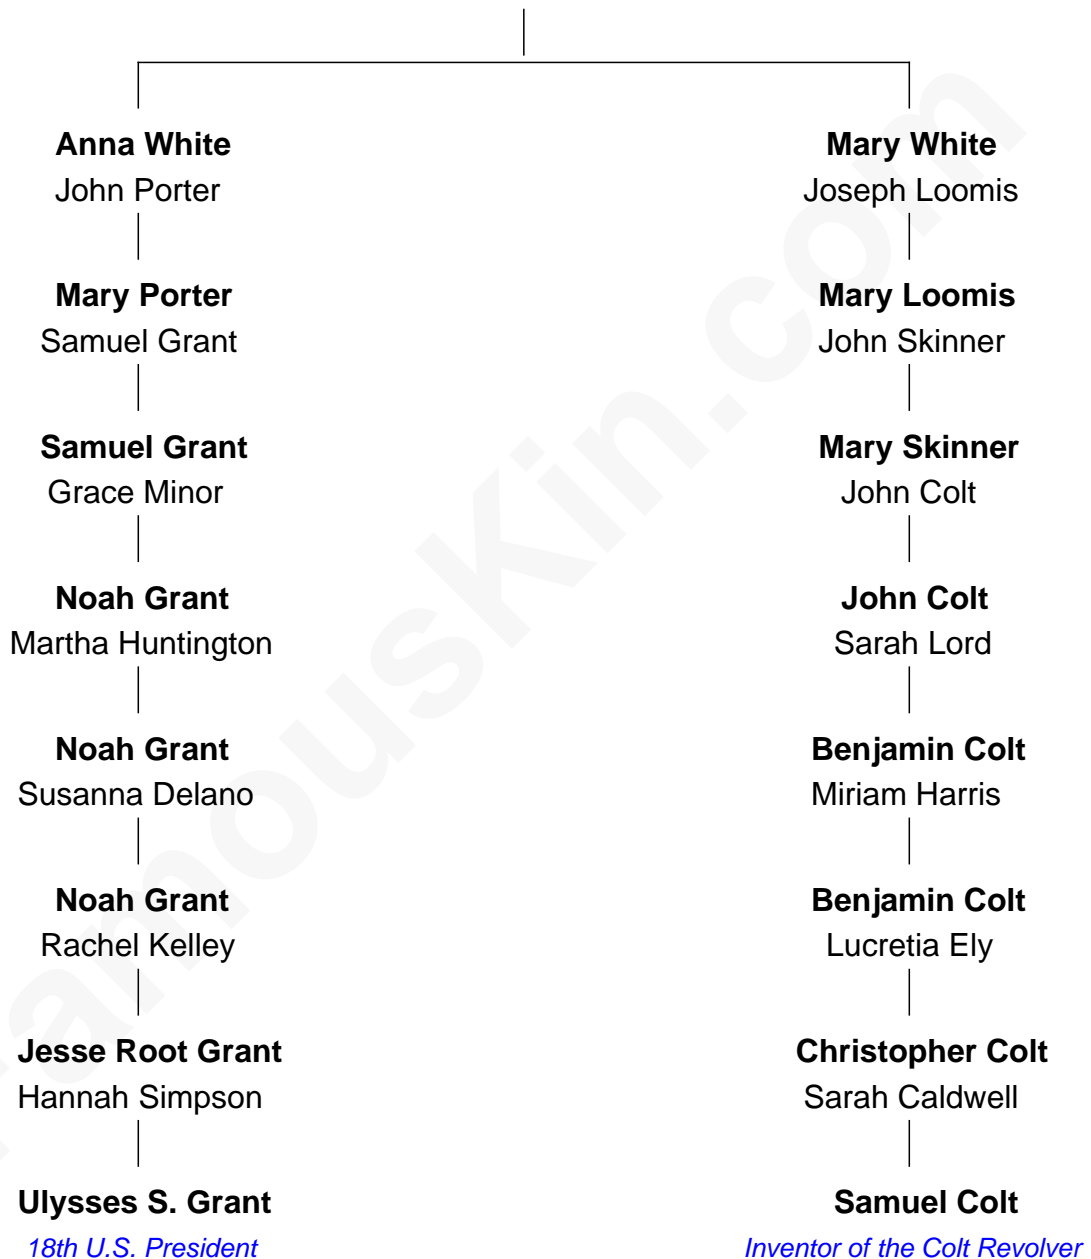 Anna White
John Porter
Mary Porter
Samuel Grant
Samuel Grant
Grace Minor
Noah Grant
Martha Huntington
Noah Grant
Susanna Delano
Noah Grant
Rachel Kelley
Jesse Root Grant
Hannah Simpson
Ulysses S. Grant
18th U.S. President
Mary White
Joseph Loomis
Mary Loomis
John Skinner
Mary Skinner
John Colt
John Colt
Sarah Lord
Benjamin Colt
Miriam Harris
Benjamin Colt
Lucretia Ely
Christopher Colt
Sarah Caldwell
Samuel Colt
Inventor of the Colt Revolver
FamousKin.com